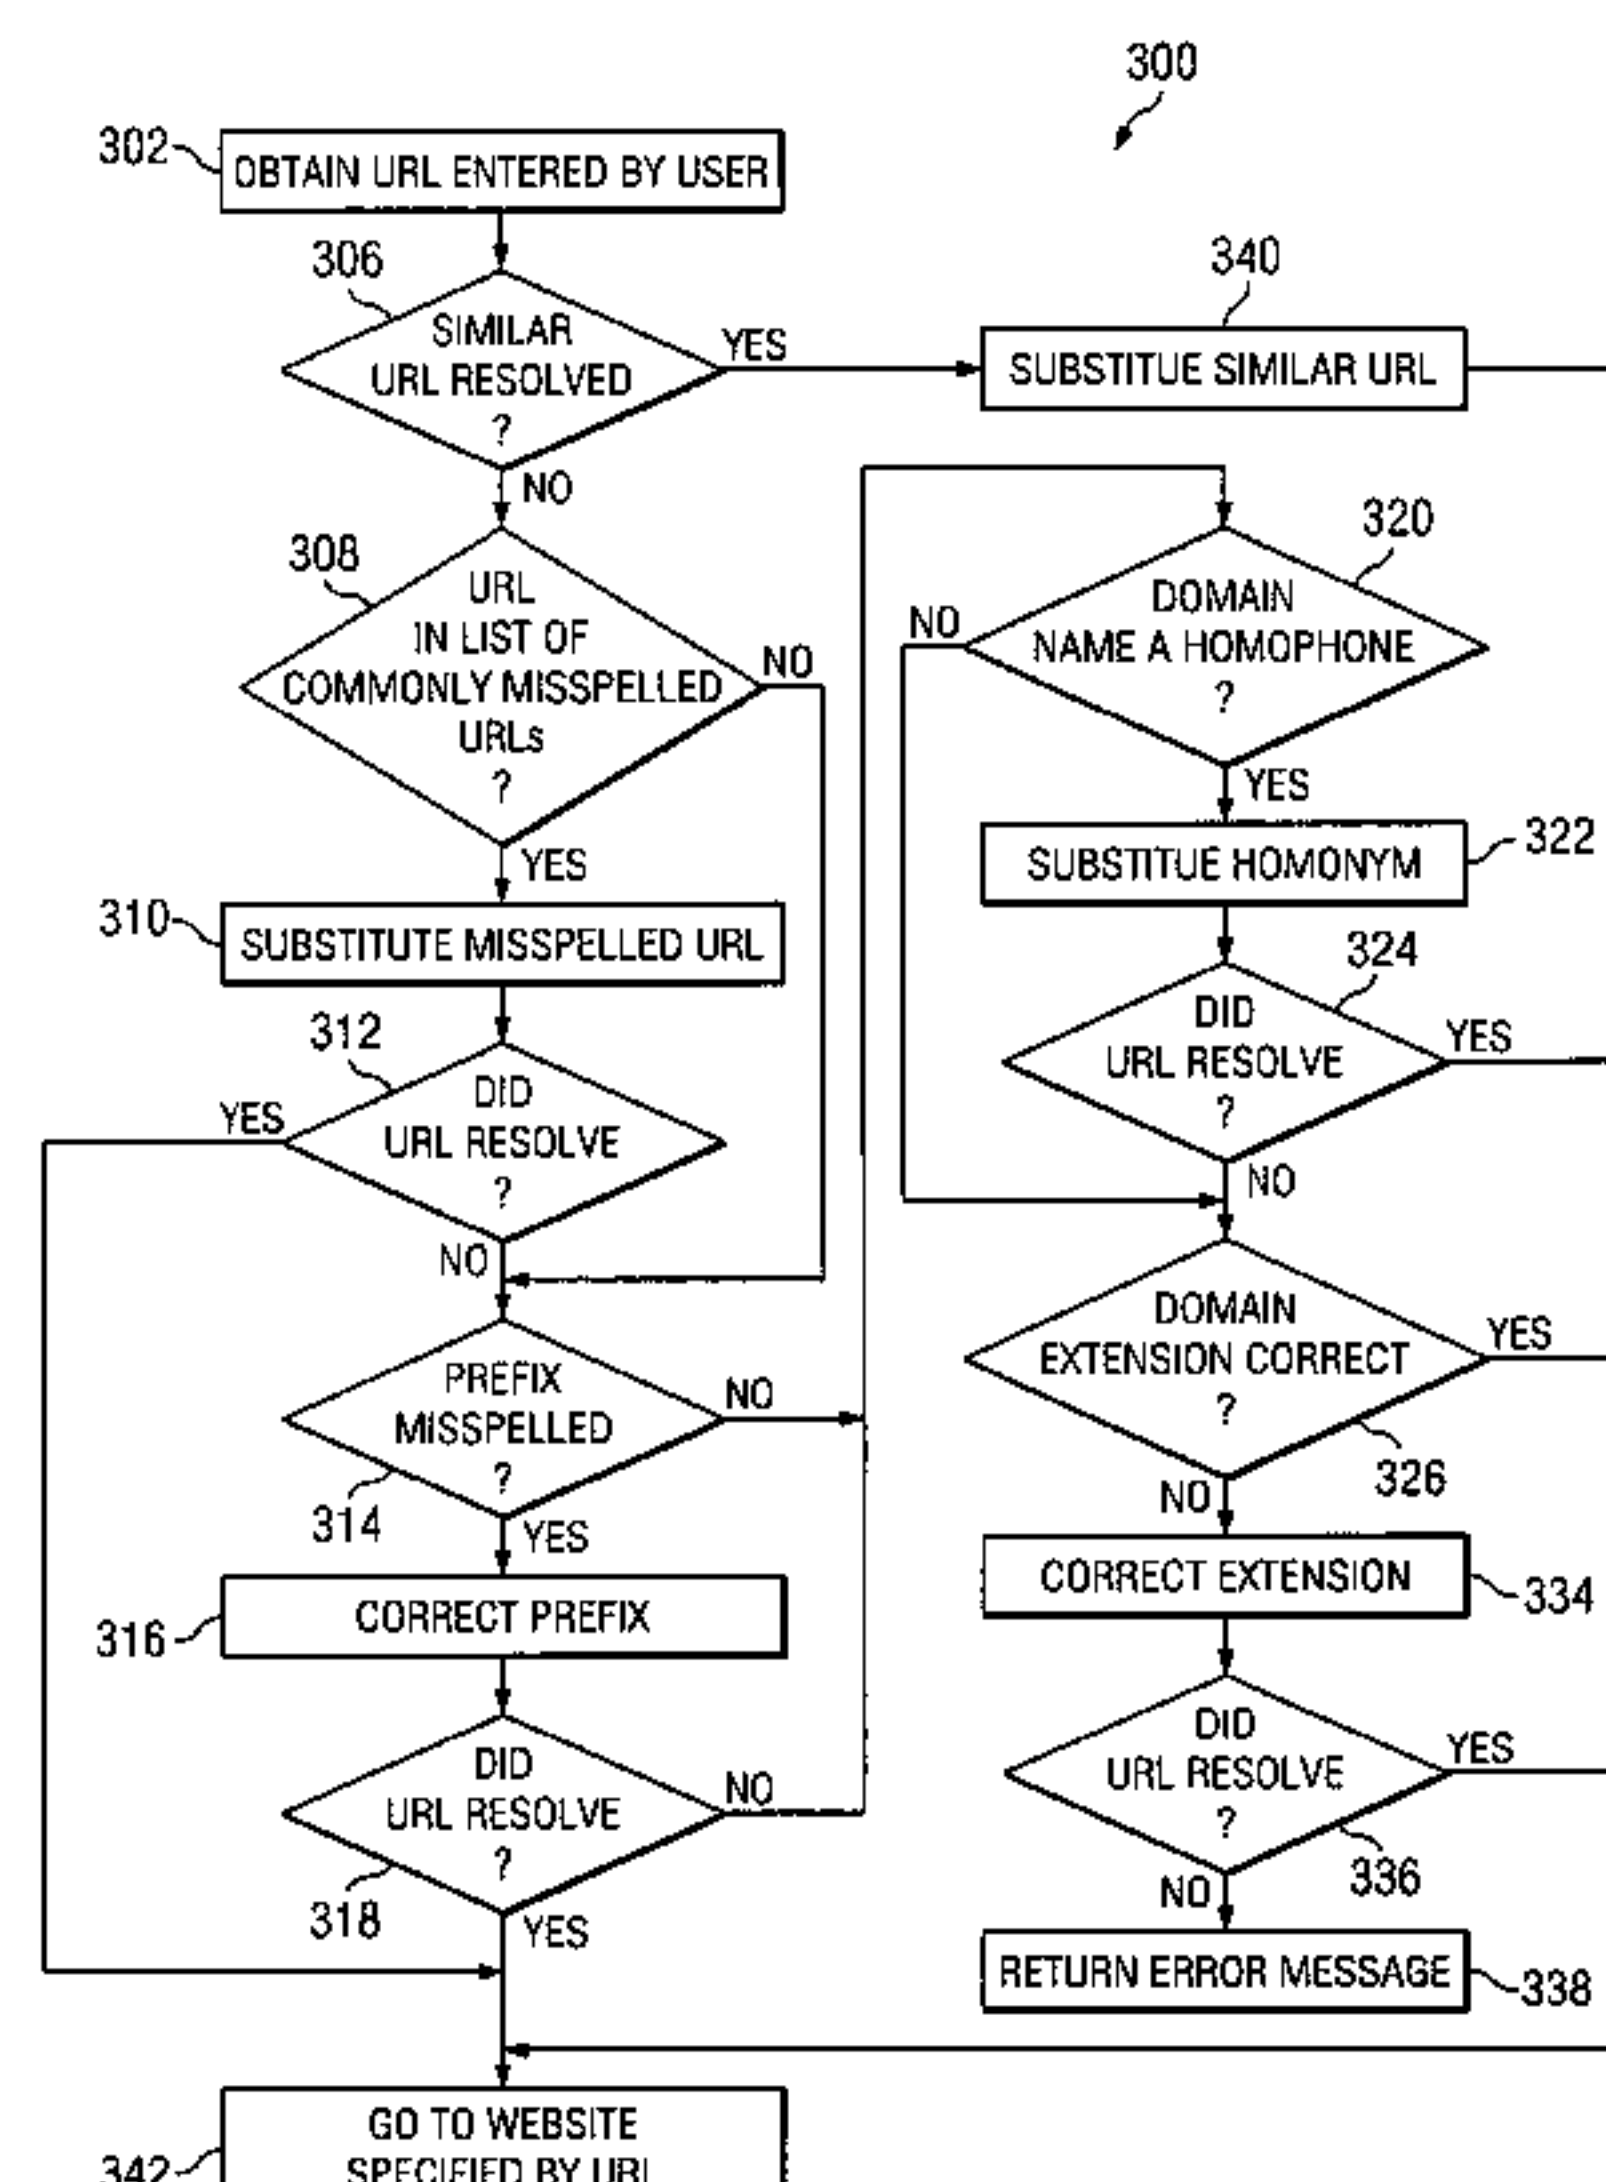 300
302
OBTAIN URL ENTERED BY USER
306
SIMILAR
URL RESOLVED
?
YES
NO
340
SUBSTITUE SIMILAR URL
308
URL
IN LIST OF
COMMONLY MISSPELLED
URLs
?
NO
YES
310
SUBSTITUTE MISSPELLED URL
312
DID
URL RESOLVE
?
YES
NO
PREFIX
MISSPELLED
?
NO
314
YES
316
CORRECT PREFIX
DID
URL RESOLVE
?
NO
318
YES
320
DOMAIN
NAME A HOMOPHONE
?
NO
YES
SUBSTITUE HOMONYM
322
324
DID
URL RESOLVE
?
YES
NO
DOMAIN
EXTENSION CORRECT
?
YES
326
NO
CORRECT EXTENSION
334
DID
URL RESOLVE
?
YES
336
NO
RETURN ERROR MESSAGE
338
GO TO WEBSITE
SPECIFIED BY URL
342